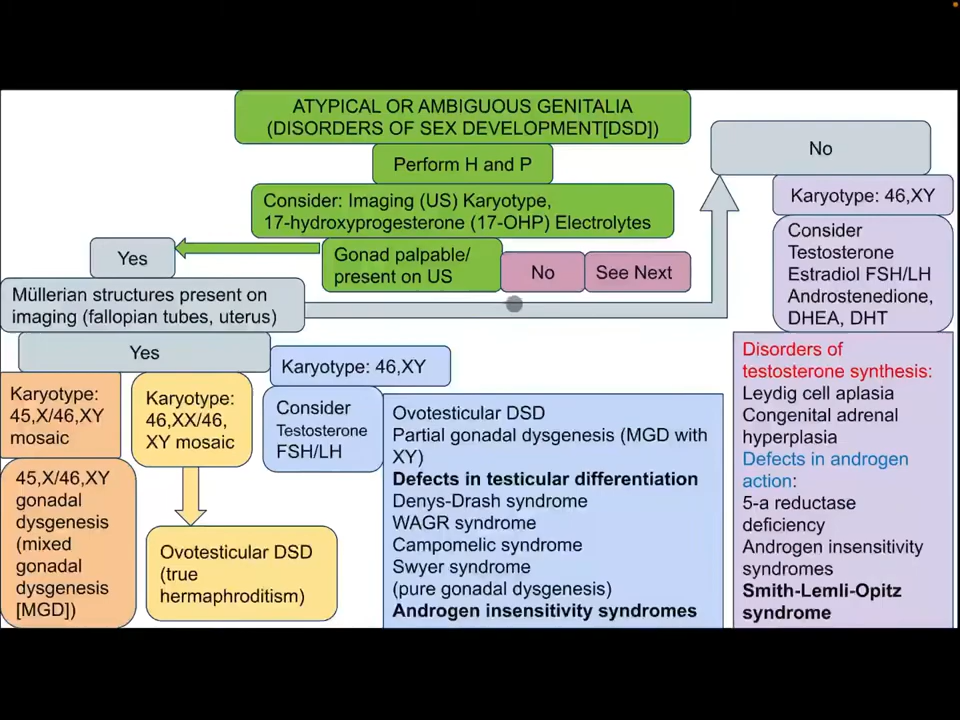 ATYPICAL OR AMBIGUOUS GENITALIA
(DISORDERS OF SEX DEVELOPMENT[DSD])
Perform H and P
Consider: Imaging (US) Karyotype,
17-hydroxyprogesterone (17-OHP) Electrolytes
Gonad palpable/
present on US
No
See Next
Yes
Müllerian structures present on
imaging (fallopian tubes, uterus)
Yes
Karyotype:
45,X/46,XY
mosaic
45,X/46,XY
gonadal
dysgenesis
(mixed
gonadal
dysgenesis
[MGD])
Karyotype:
46,XX/46,
XY mosaic
Ovotesticular DSD
(true
hermaphroditism)
Karyotype: 46,XY
Consider
Testosterone
FSH/LH
Ovotesticular DSD
Partial gonadal dysgenesis (MGD with
XY)
Defects in testicular differentiation
Denys-Drash syndrome
WAGR syndrome
Campomelic syndrome
Swyer syndrome
(pure gonadal dysgenesis)
Androgen insensitivity syndromes
No
Karyotype: 46,XY
Consider
Testosterone
Estradiol FSH/LH
Androstenedione,
DHEA, DHT
Disorders of
testosterone synthesis:
Leydig cell aplasia
Congenital adrenal
hyperplasia
Defects in androgen
action:
5-a reductase
deficiency
Androgen insensitivity
syndromes
Smith-Lemli-Opitz
syndrome